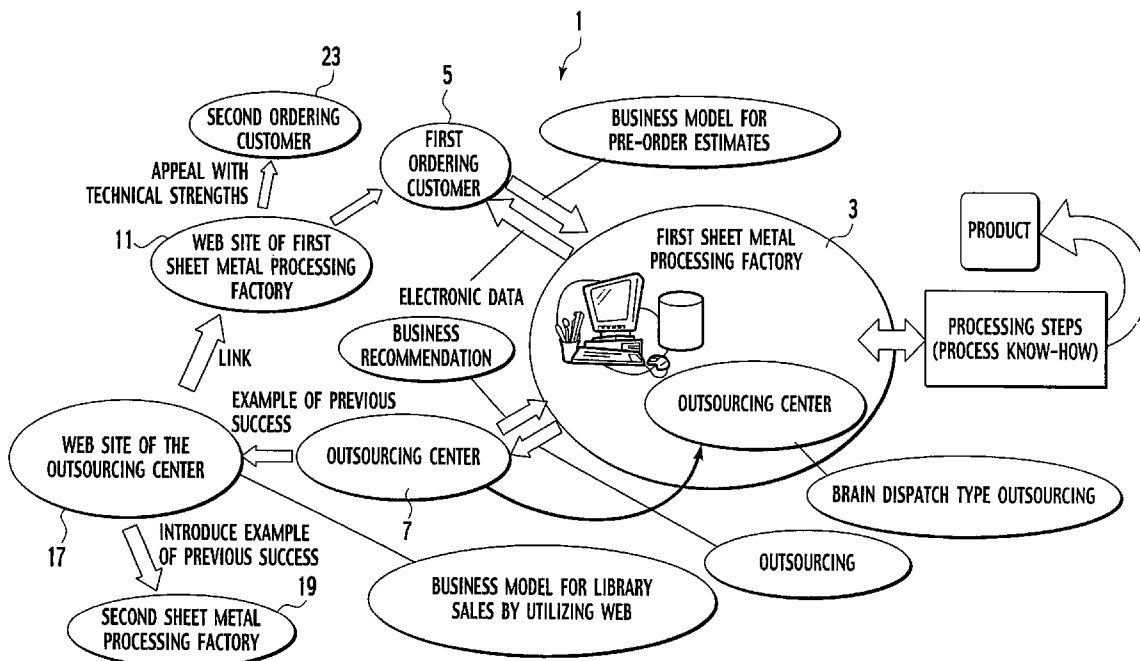 1
23
SECOND ORDERING
CUSTOMER
5
FIRST
ORDERING
CUSTOMER
BUSINESS MODEL FOR
PRE-ORDER ESTIMATES
APPEAL WITH
TECHNICAL STRENGTHS
11
WEB SITE OF FIRST
SHEET METAL PROCESSING
FACTORY
3
FIRST SHEET METAL
PROCESSING FACTORY
PRODUCT
ELECTRONIC DATA
BUSINESS
RECOMMENDATION
PROCESSING STEPS
(PROCESS KNOW-HOW)
LINK
EXAMPLE OF PREVIOUS
SUCCESS
OUTSOURCING CENTER
WEB SITE OF THE
OUTSOURCING CENTER
OUTSOURCING CENTER
7
BRAIN DISPATCH TYPE OUTSOURCING
17
INTRODUCE EXAMPLE
OF PREVIOUS SUCCESS
OUTSOURCING
BUSINESS MODEL FOR LIBRARY
SALES BY UTILIZING WEB
19
SECOND SHEET METAL
PROCESSING FACTORY